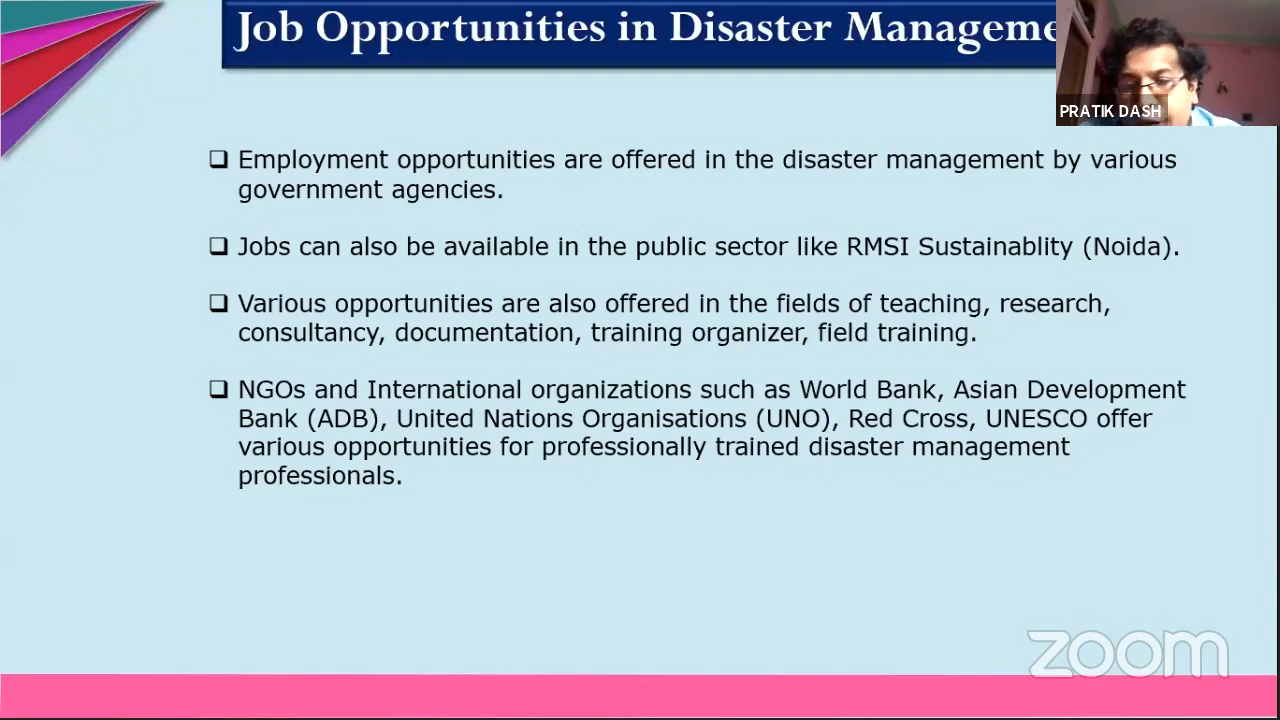 Job Opportunities in Disaster Manageme
PRATIK DASH
❑ Employment opportunities are offered in the disaster management by various
government agencies.
❑ Jobs can also be available in the public sector like RMSI Sustainablity (Noida).
❑ Various opportunities are also offered in the fields of teaching, research,
consultancy, documentation, training organizer, field training.
❑ NGOs and International organizations such as World Bank, Asian Development
Bank (ADB), United Nations Organisations (UNO), Red Cross, UNESCO offer
various opportunities for professionally trained disaster management
professionals.
zoom